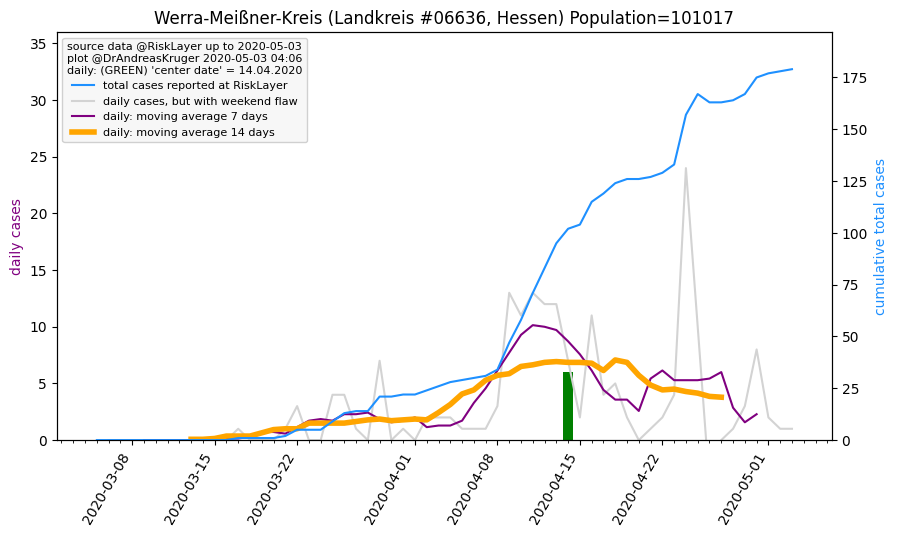 Werra-Meißner-Kreis (Landkreis #06636, Hessen) Population=101017
source data @RiskLayer up to 2020-05-03
plot @DrAndreasKruger 2020-05-03 04:06
daily: (GREEN) 'center date' = 14.04.2020
total cases reported at RiskLayer
daily cases, but with weekend flaw
daily: moving average 7 days
daily: moving average 14 days
daily cases
35
30
25
20
15
10
5
0
175
150
125
100
75
50
25
0
cumulative total cases
2020-03-08
2020-03-15
2020-03-22
2020-04-01
2020-04-08
2020-04-15
2020-04-22
2020-05-01